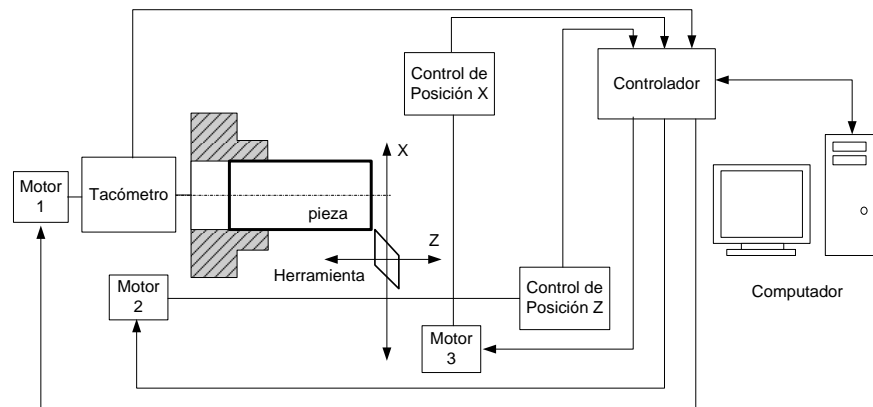 Control de
Posición X
Controlador
X
Motor
1
Tacómetro
pieza
Z
Herramienta
Motor
2
Control de
Posición Z
Computador
Motor
3